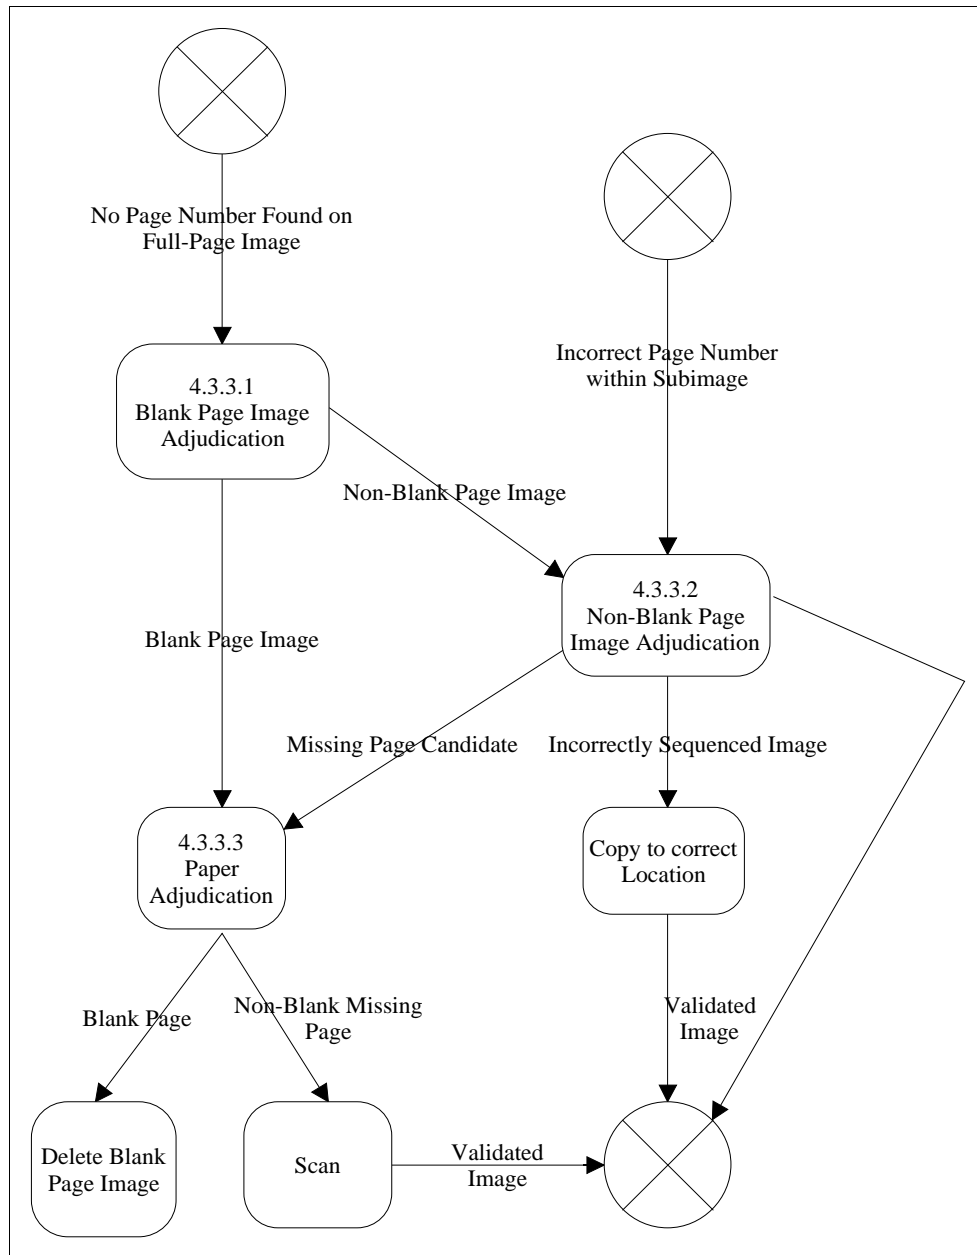 No Page Number Found on
Full-Page Image
Incorrect Page Number
within Subimage
4.3.3.1
Blank Page Image
Adjudication
Non-Blank Page Image
4.3.3.2
Non-Blank Page
Image Adjudication
Blank Page Image
Missing Page Candidate
Incorrectly Sequenced Image
4.3.3.3
Paper
Adjudication
Copy to correct
Location
Blank Page
Non-Blank Missing
Page
Validated
Image
Delete Blank
Page Image
Scan
Validated
Image